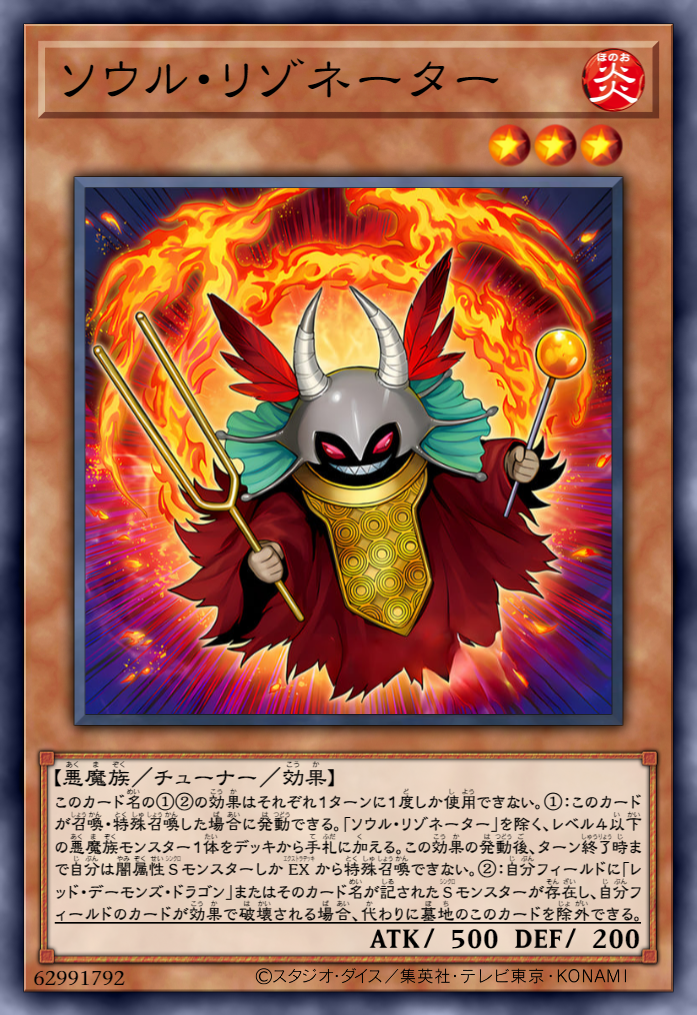 ソウル・リゾネーター
ほのお
炎
【悪魔族／チューナー／効果】
このカード名の①②の効果はそれぞれ1ターンに1度しか使用できない。①：このカード
が召喚・特殊召喚した場合に発動できる。「ソウル・リゾネーター」を除く、レベル４以下
の悪魔族モンスター1体をデッキから手札に加える。この効果の発動後、ターン終了時ま
で自分は闇属性Ｓモンスターしか EX から特殊召喚できない。②：自分フィールドに「レ
ッド・デーモンズ・ドラゴン」またはそのカード名が記されたＳモンスターが存在し、自分フ
ィールドのカードが効果で破壊される場合、代わりに墓地のこのカードを除外できる。
ATK/ 500 DEF/ 200
62991792 ©スタジオ・ダイス／集英社・テレビ東京・KONAMI